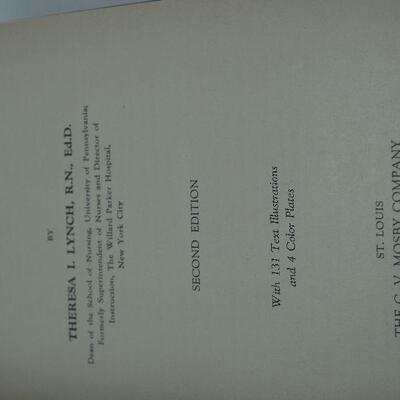 BY
THERESA I. LYNCH, R.N., Ed.D.
Dean of the School of Nursing, University of Pennsylvania;
Formerly Superintendent of Nurses and Director of
Instruction, The Willard Parker Hospital,
New York City
SECOND EDITION
With 131 Text Illustrations
and 4 Color Plates
ST. LOUIS
THE C. V. MOSBY COMPANY